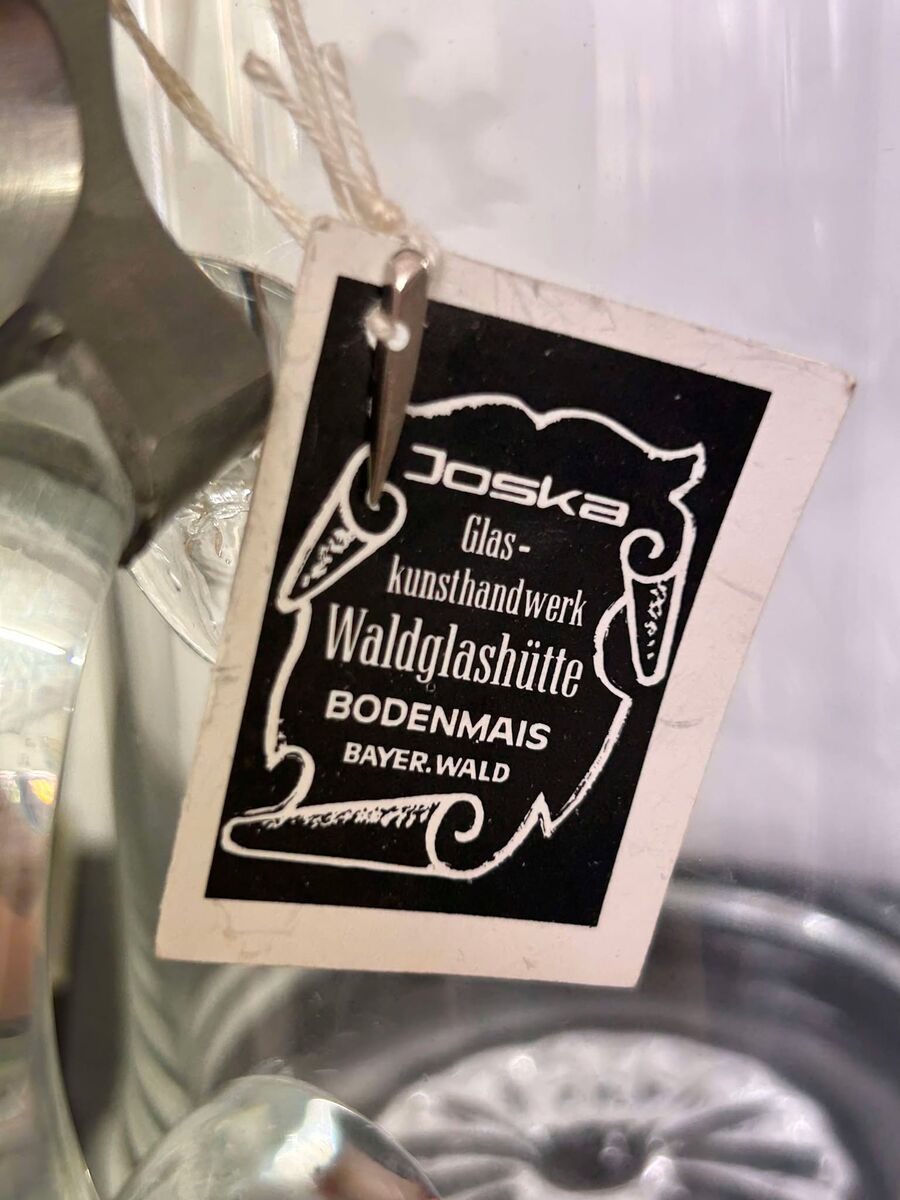 Joska
Glas-
kunsthandwerk
Waldglashütte
BODENMAIS
BAYER. WALD